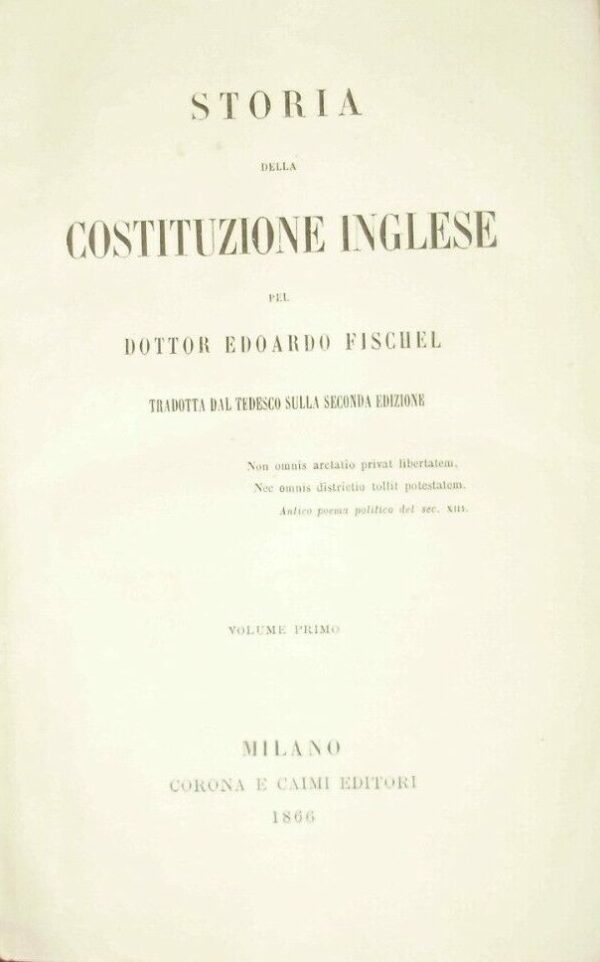 STORIA
DELLA
COSTITUZIONE INGLESE
PEL
DOTTOR EDOARDO FISCHEL
TRADOTTA DAL TEDESCO SULLA SECONDA EDIZIONE
Non omnis arctatio privat libertatem,
Nec omnis districtio tollit potestatem.
Antico poema politico del sec. XIII.
VOLUME PRIMO
MILANO
CORONA E CAIMI EDITORI
1866